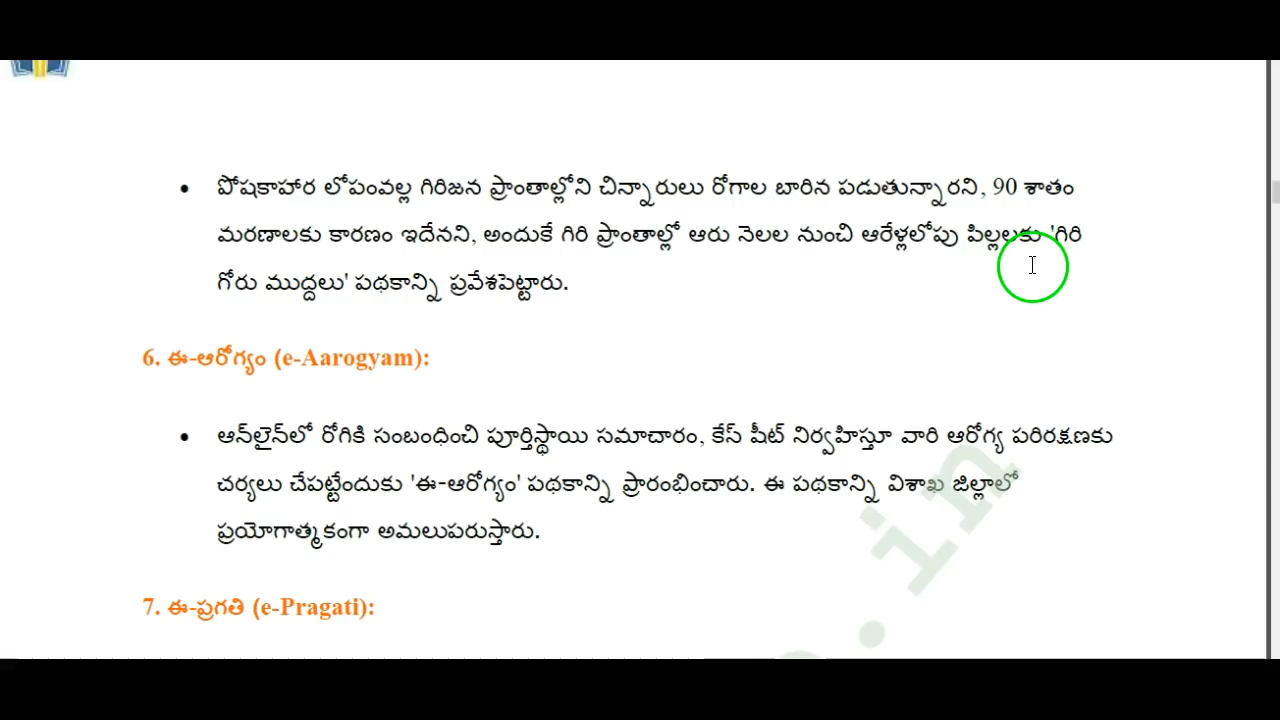 పోషకాహార లోపంవల్ల గిరిజన ప్రాంతాల్లోని చిన్నారులు రోగాల బారిన పడుతున్నారని, 90 శాతం
మరణాలకు కారణం ఇదేనని, అందుకే గిరి ప్రాంతాల్లో ఆరు నెలల నుంచి ఆరేళ్లలోపు పిల్లలకు 'గిరి
గోరు ముద్దలు' పథకాన్ని ప్రవేశపెట్టారు.
6. ఈ-ఆరోగ్యం (e-Aarogyam):
ఆన్‌లైన్‌లో రోగికి సంబంధించి పూర్తిస్థాయి సమాచారం, కేస్ షీట్ నిర్వహిస్తూ వారి ఆరోగ్య పరిరక్షణకు
చర్యలు చేపట్టేందుకు 'ఈ-ఆరోగ్యం' పథకాన్ని ప్రారంభించారు. ఈ పథకాన్ని విశాఖ జిల్లాలో
ప్రయోగాత్మకంగా అమలుపరుస్తారు.
7. ఈ-ప్రగతి (e-Pragati):
.in